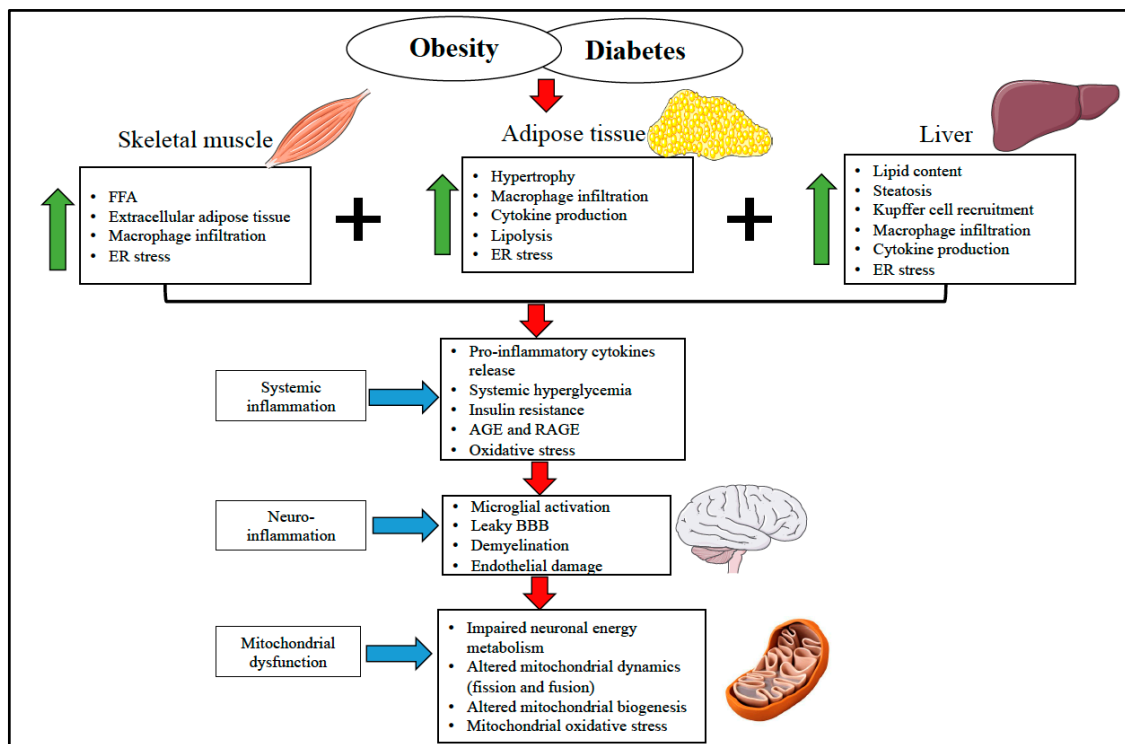 Obesity
Diabetes
Skeletal muscle
• FFA
• Extracellular adipose tissue
• Macrophage infiltration
• ER stress
Adipose tissue
• Hypertrophy
• Macrophage infiltration
• Cytokine production
• Lipolysis
• ER stress
Liver
• Lipid content
• Steatosis
• Kupffer cell recruitment
• Macrophage infiltration
• Cytokine production
• ER stress
Systemic
inflammation
• Pro-inflammatory cytokines
release
• Systemic hyperglycemia
• Insulin resistance
• AGE and RAGE
• Oxidative stress
Neuro-
inflammation
• Microglial activation
• Leaky BBB
• Demyelination
• Endothelial damage
Mitochondrial
dysfunction
• Impaired neuronal energy
metabolism
• Altered mitochondrial dynamics
(fission and fusion)
• Altered mitochondrial biogenesis
• Mitochondrial oxidative stress